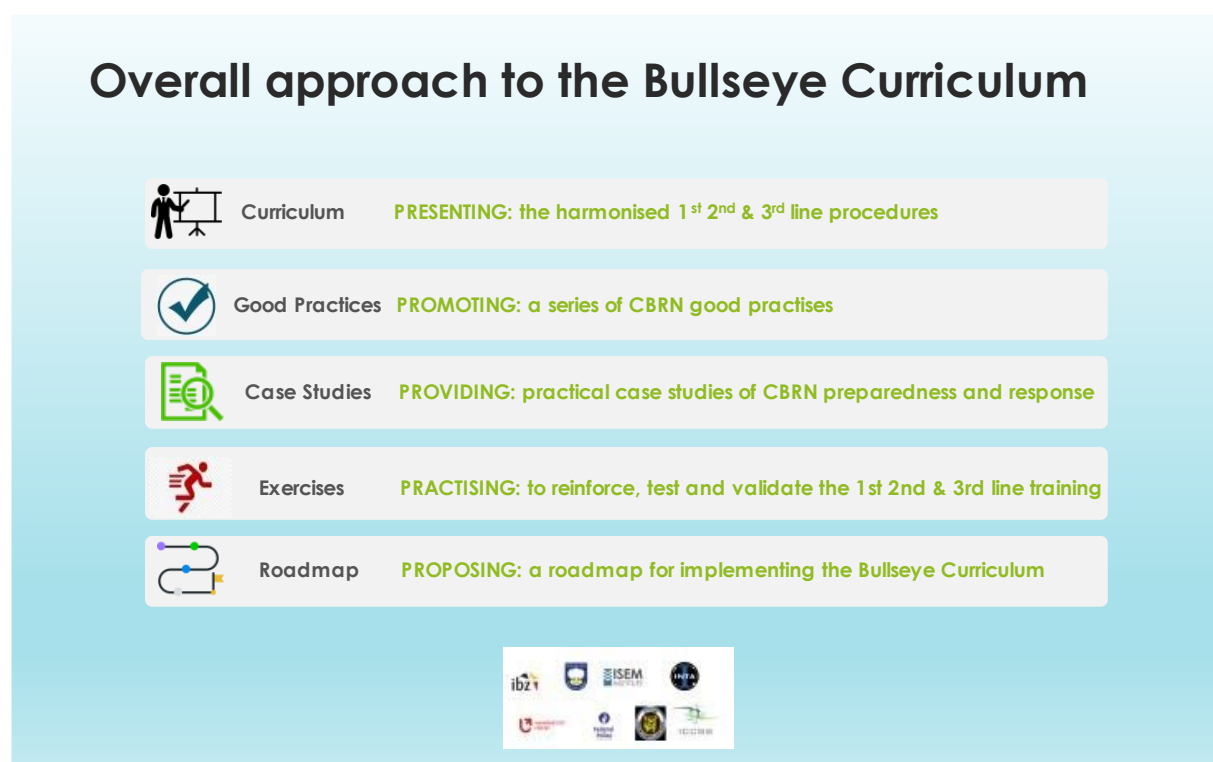 Overall approach to the Bullseye Curriculum
Curriculum PRESENTING: the harmonised 1st 2nd & 3rd line procedures
Good Practices PROMOTING: a series of CBRN good practises
Case Studies PROVIDING: practical case studies of CBRN preparedness and response
Exercises PRACTISING: to reinforce, test and validate the 1st 2nd & 3rd line training
Roadmap PROPOSING: a roadmap for implementing the Bullseye Curriculum
ibz ISEM INTA
ICCSS